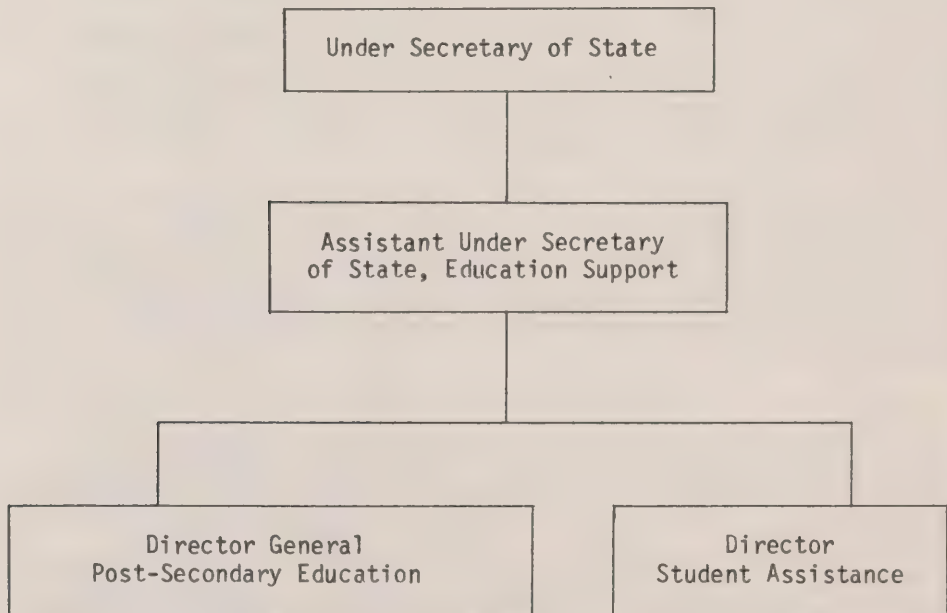 Under Secretary of State
Assistant Under Secretary
of State, Education Support
Director General
Post-Secondary Education
Director
Student Assistance